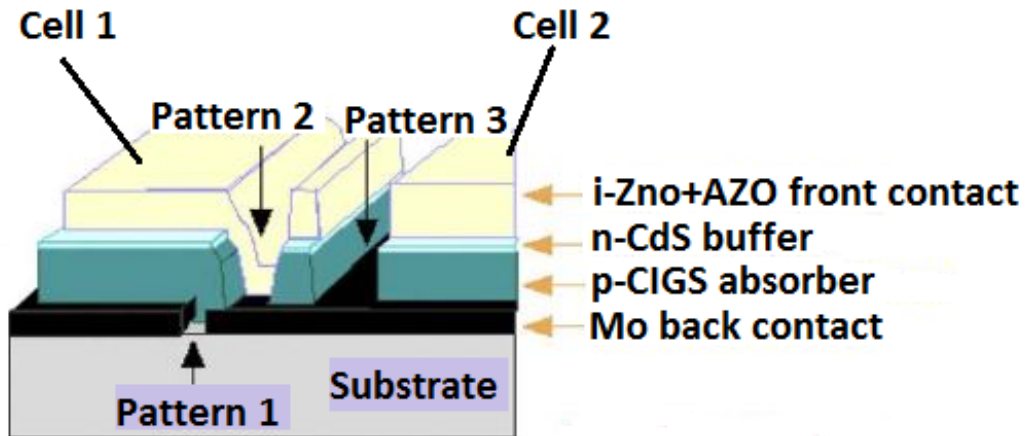 Cell 1
Cell 2
Pattern 2
Pattern 3
i-Zno+AZO front contact
n-CdS buffer
p-CIGS absorber
Mo back contact
Substrate
Pattern 1